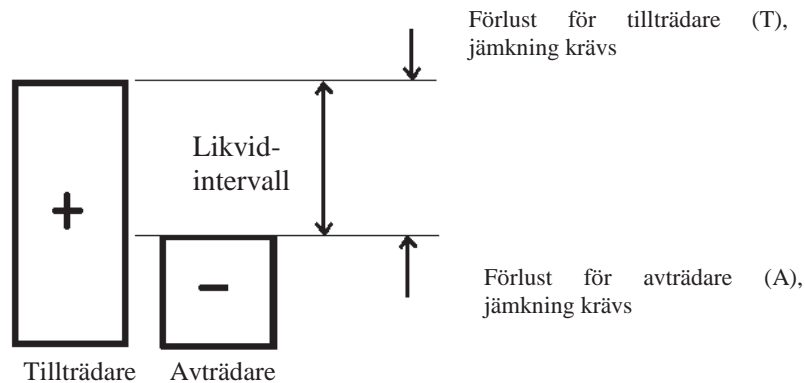 Förlust för tillträdare (T),
jämkning krävs
Likvid-
intervall
+
-
Förlust för avträdare (A),
jämkning krävs
Tillträdare Avträdare